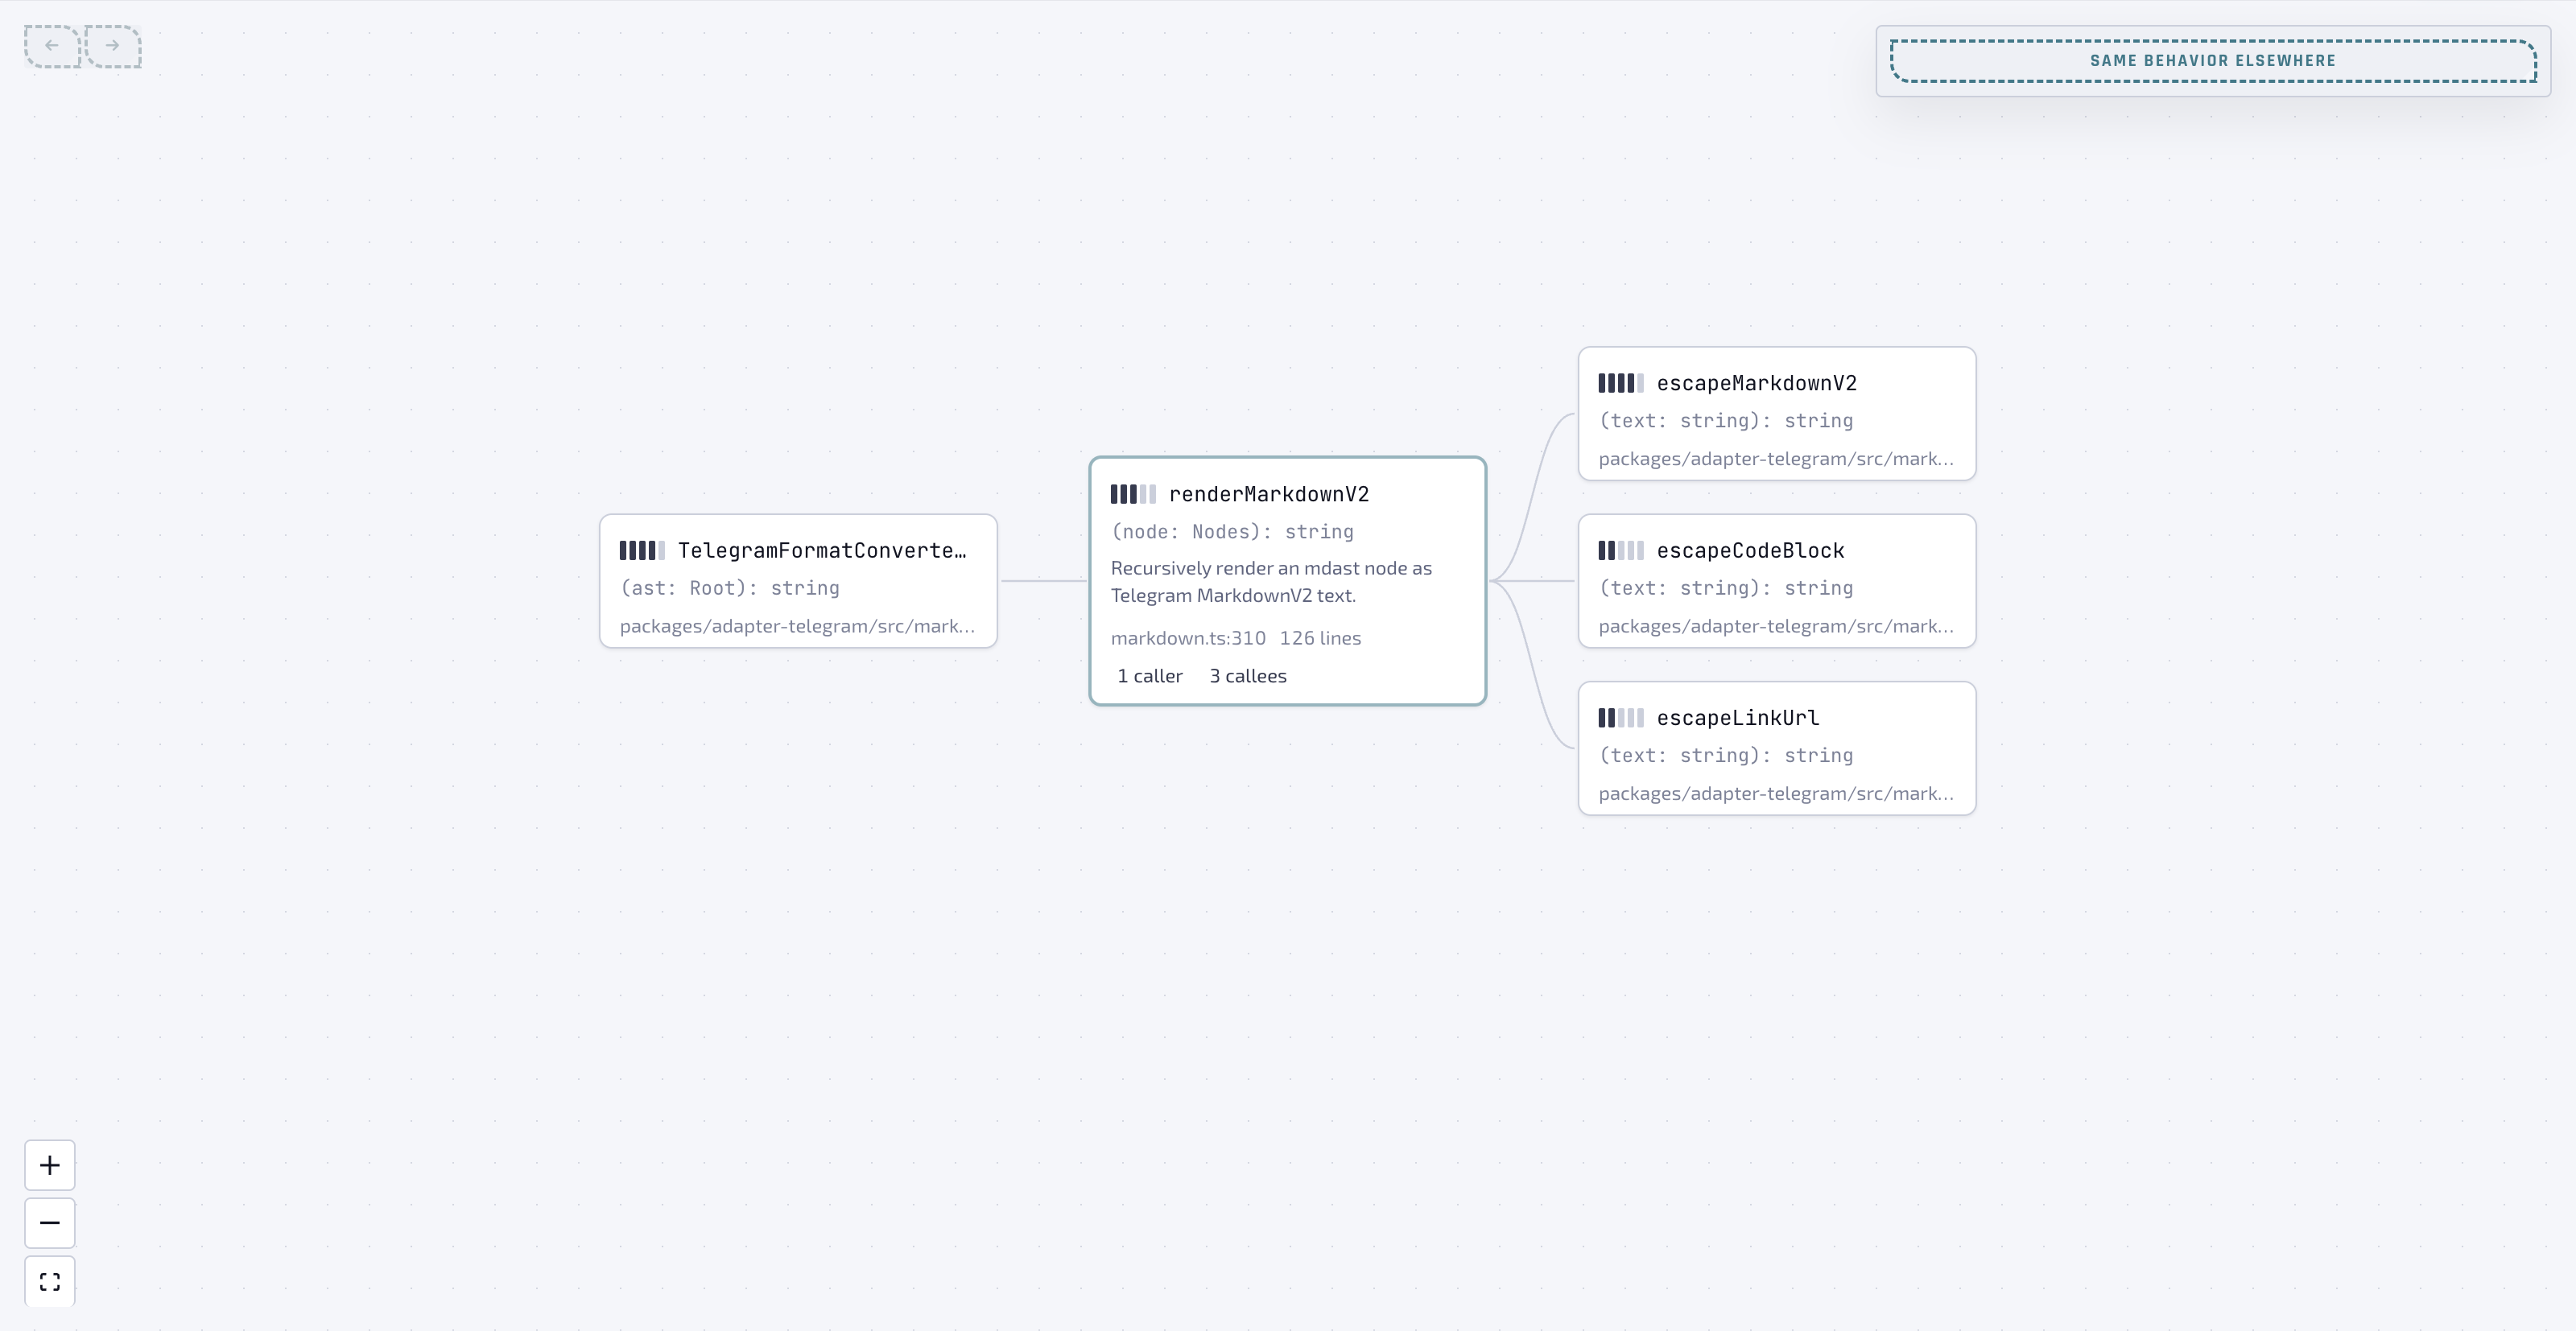 SAME BEHAVIOR ELSEWHERE
TelegramFormatConverte…
(ast: Root): string
packages/adapter-telegram/src/mark…
renderMarkdownV2
(node: Nodes): string
Recursively render an mdast node as
Telegram MarkdownV2 text.
markdown.ts:310 126 lines
1 caller 3 callees
escapeMarkdownV2
(text: string): string
packages/adapter-telegram/src/mark…
escapeCodeBlock
(text: string): string
packages/adapter-telegram/src/mark…
escapeLinkUrl
(text: string): string
packages/adapter-telegram/src/mark…